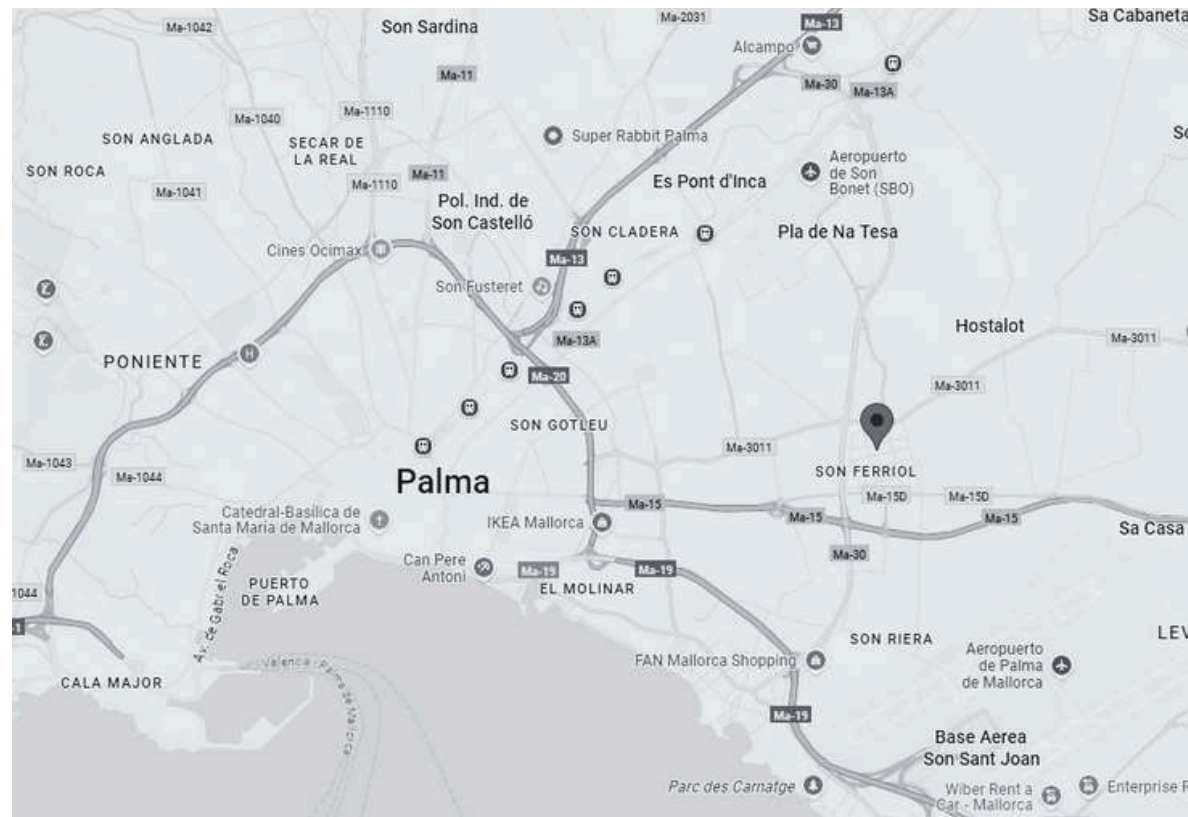 Ma-2031
Ma-13
Sa Cabaneta
Ma-1042
Son Sardina
Alcampo
Ma-11
Ma-30
Ma-13A
Ma-1110
Ma-1040
SON ANGLADA
SECAR DE
LA REAL
Super Rabbit Palma
SON ROCA
Ma-11
Ma-1110
Ma-1041
Es Pont d'Inca
Aeropuerto
de Son
Bonet (SBO)
Pol. Ind. de
Son Castelló
SON CLADERA
Pla de Na Tesa
Cines Ocimax
Ma-13
Son Fusteret
Hostalot
Ma-3011
Ma-13A
PONIENTE
Ma-20
Ma-3011
SON GOTLEU
Ma-3011
Ma-1043
Ma-1044
Palma
SON FERRIOL
Ma-15D
Ma-15D
Ma-15
Ma-15
Ma-15
Catedral-Basílica de
Santa María de Mallorca
IKEA Mallorca
Sa Casa
Can Pere
Antoni
Ma-30
Ma-19
Ma-19
EL MOLINAR
PUERTO
DE PALMA
Av. de Gabriel Roca
1044
1
SON RIERA
LEV
FAN Mallorca Shopping
Aeropuerto
de Palma
de Mallorca
Valencia - Palma de Mallorca
CALA MAJOR
Ma-19
Base Aerea
Son Sant Joan
Parc des Carnatge
Wiber Rent a
Car - Mallorca
Enterprise R